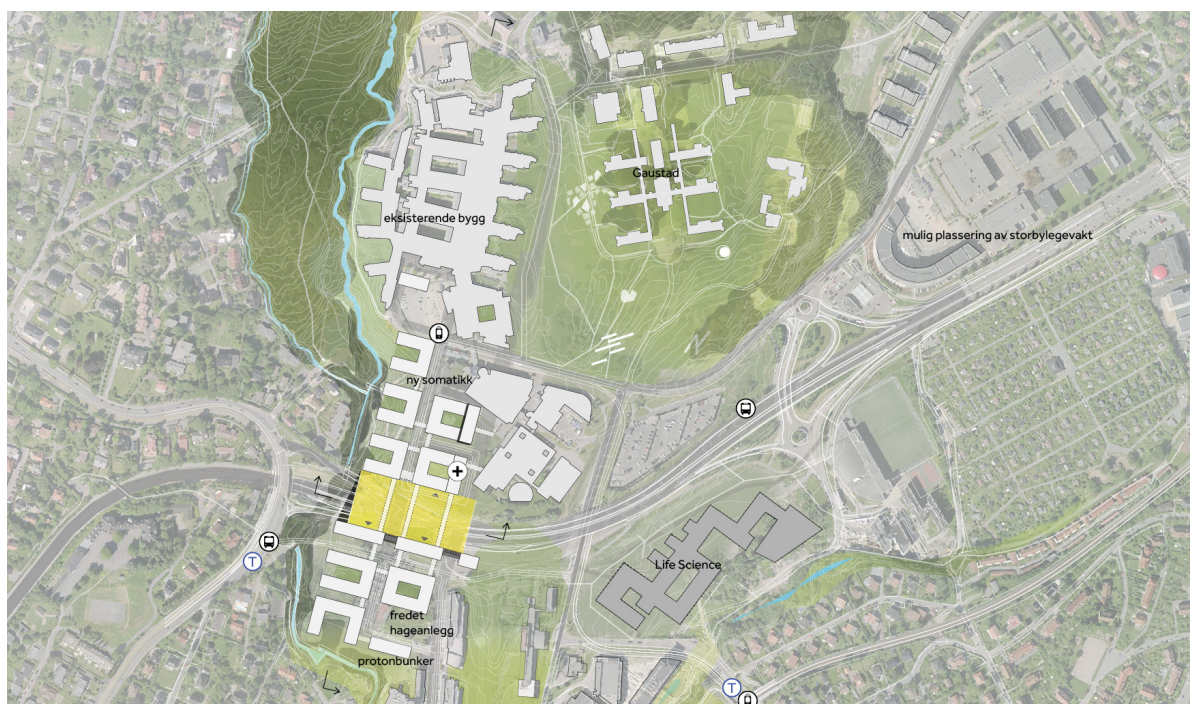 Gaustad
eksisterende bygg
mulig plassering av storbylegevakt
ny somatikk
T
Life Science
fredet
hageanlegg
protonbunker
T